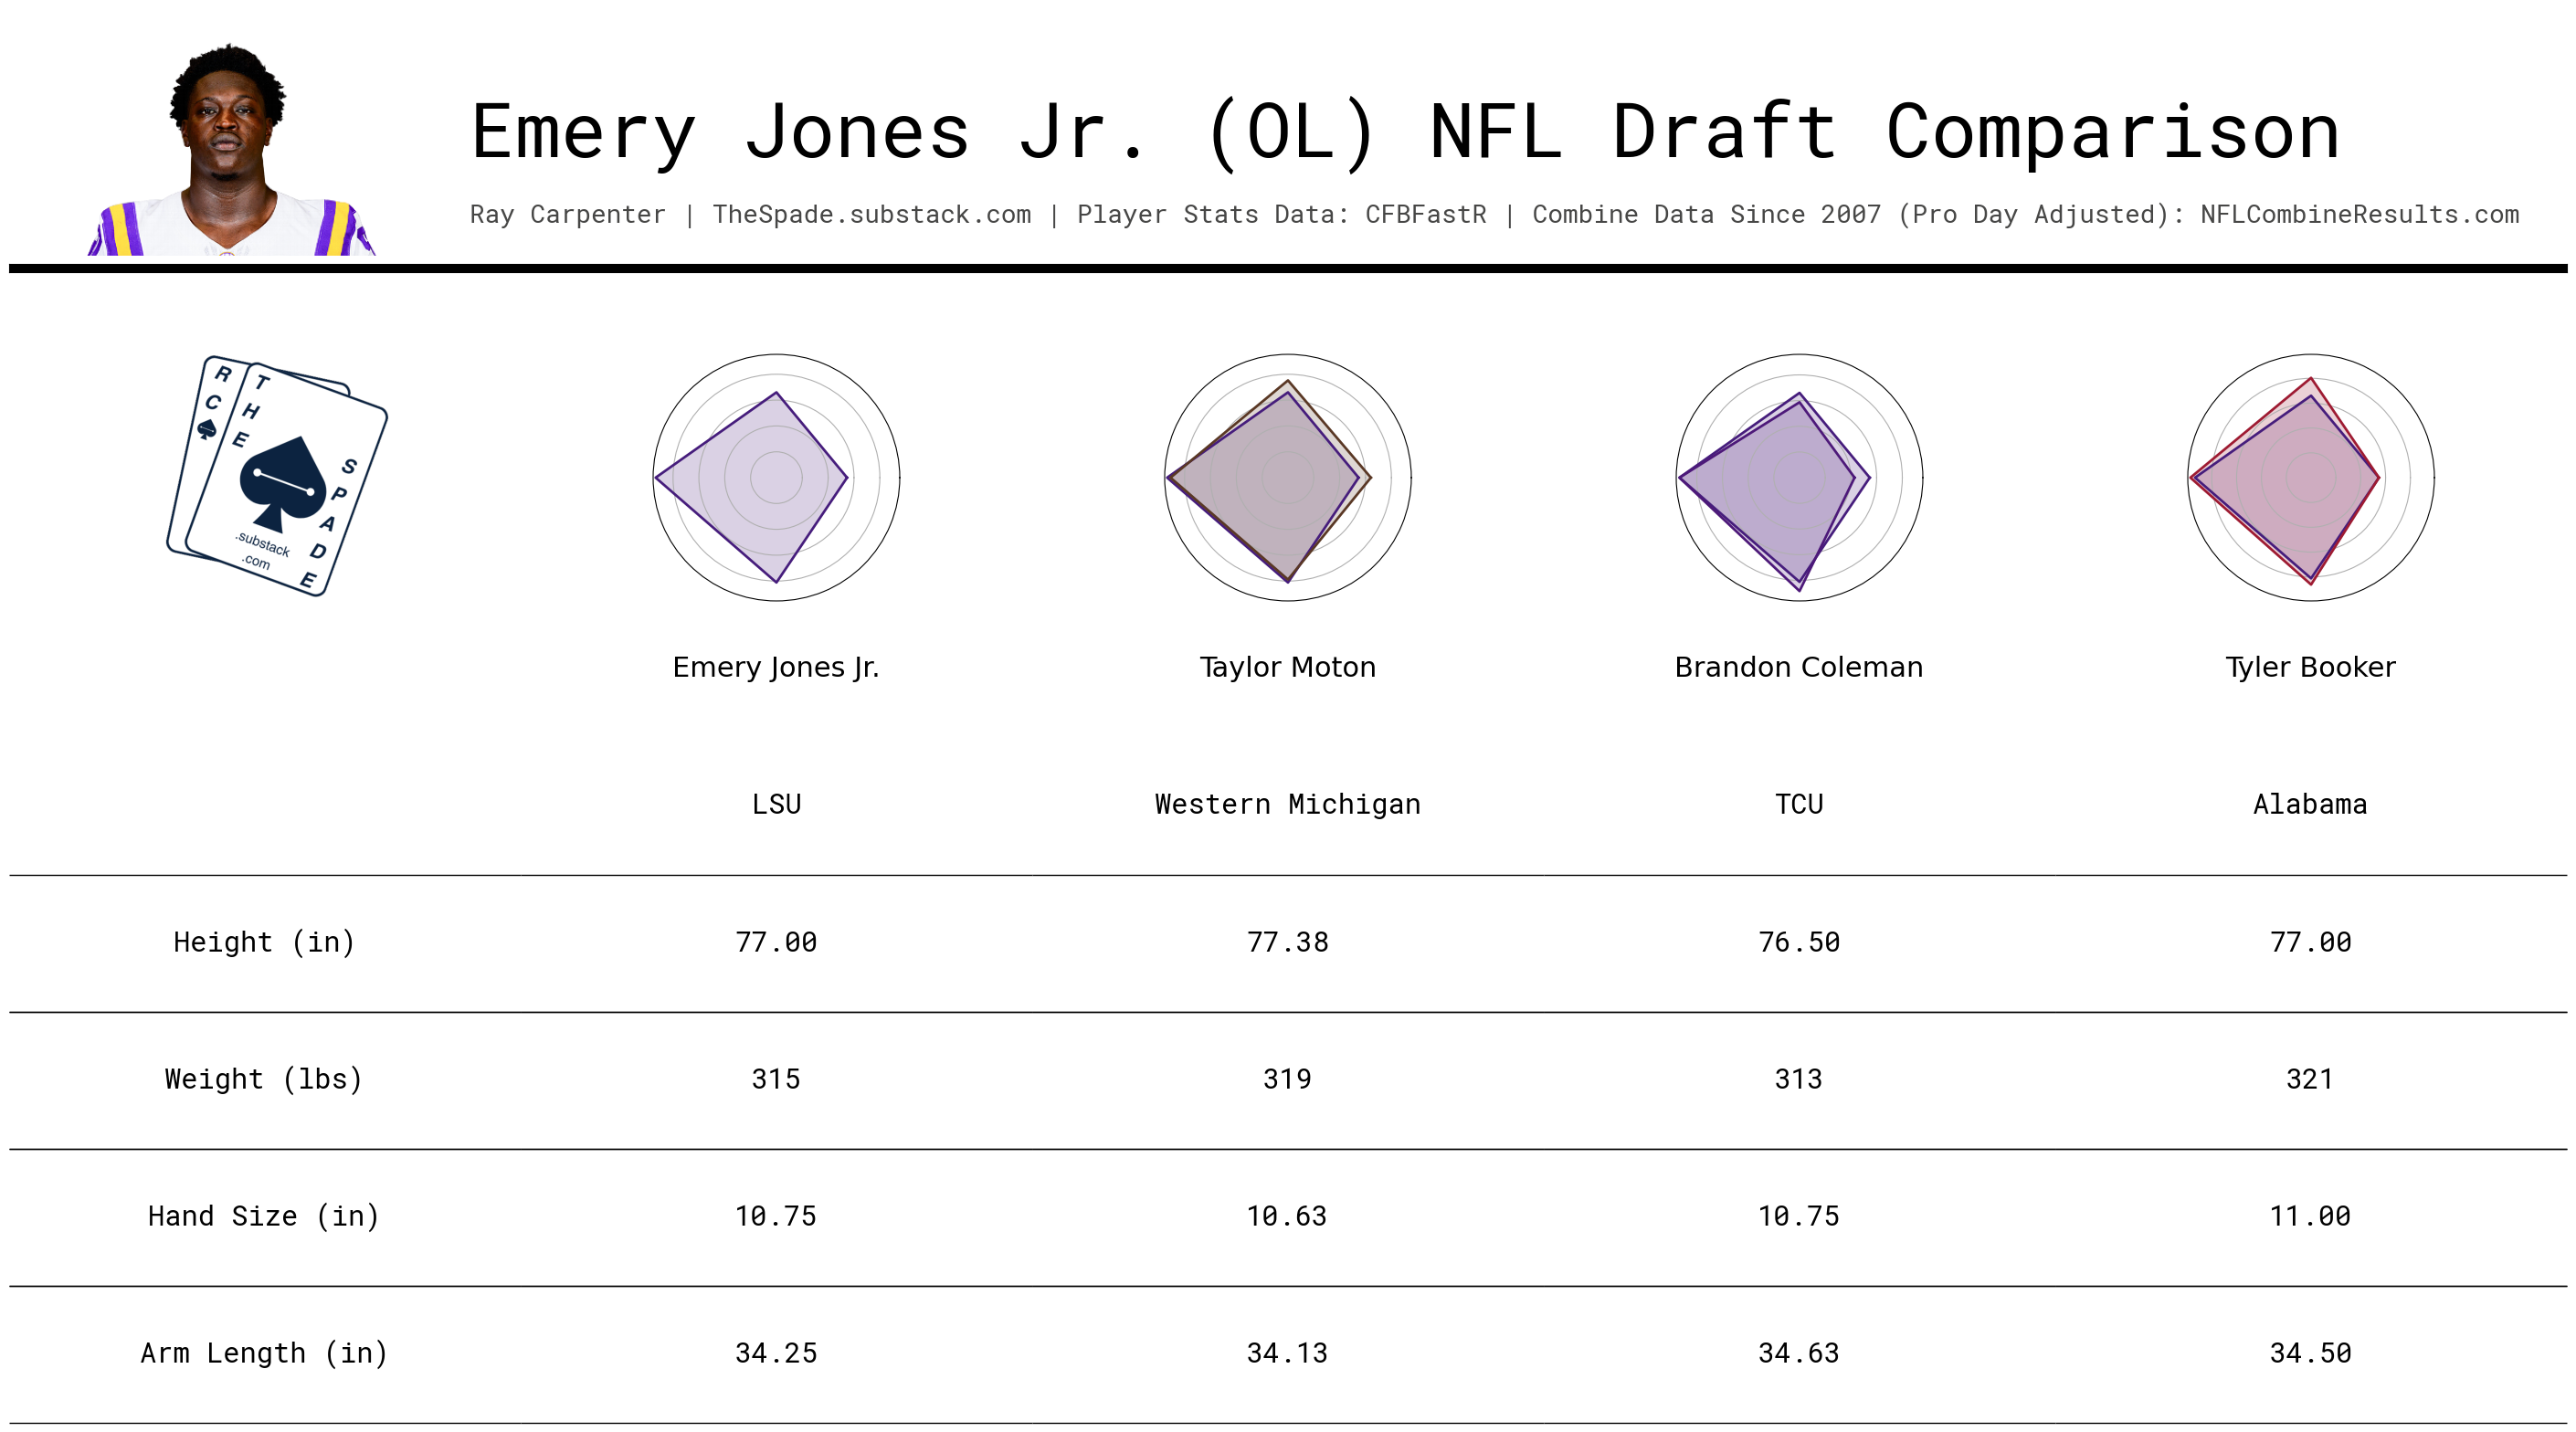 Emery Jones Jr. (OL) NFL Draft Comparison
Ray Carpenter | TheSpade.substack.com | Player Stats Data: CFBFastR | Combine Data Since 2007 (Pro Day Adjusted): NFLCombineResults.com
R C
THE
SPADE
.substack
.com
Emery Jones Jr. Taylor Moton Brandon Coleman Tyler Booker
LSU Western Michigan TCU Alabama
Height (in) 77.00 77.38 76.50 77.00
Weight (lbs) 315 319 313 321
Hand Size (in) 10.75 10.63 10.75 11.00
Arm Length (in) 34.25 34.13 34.63 34.50